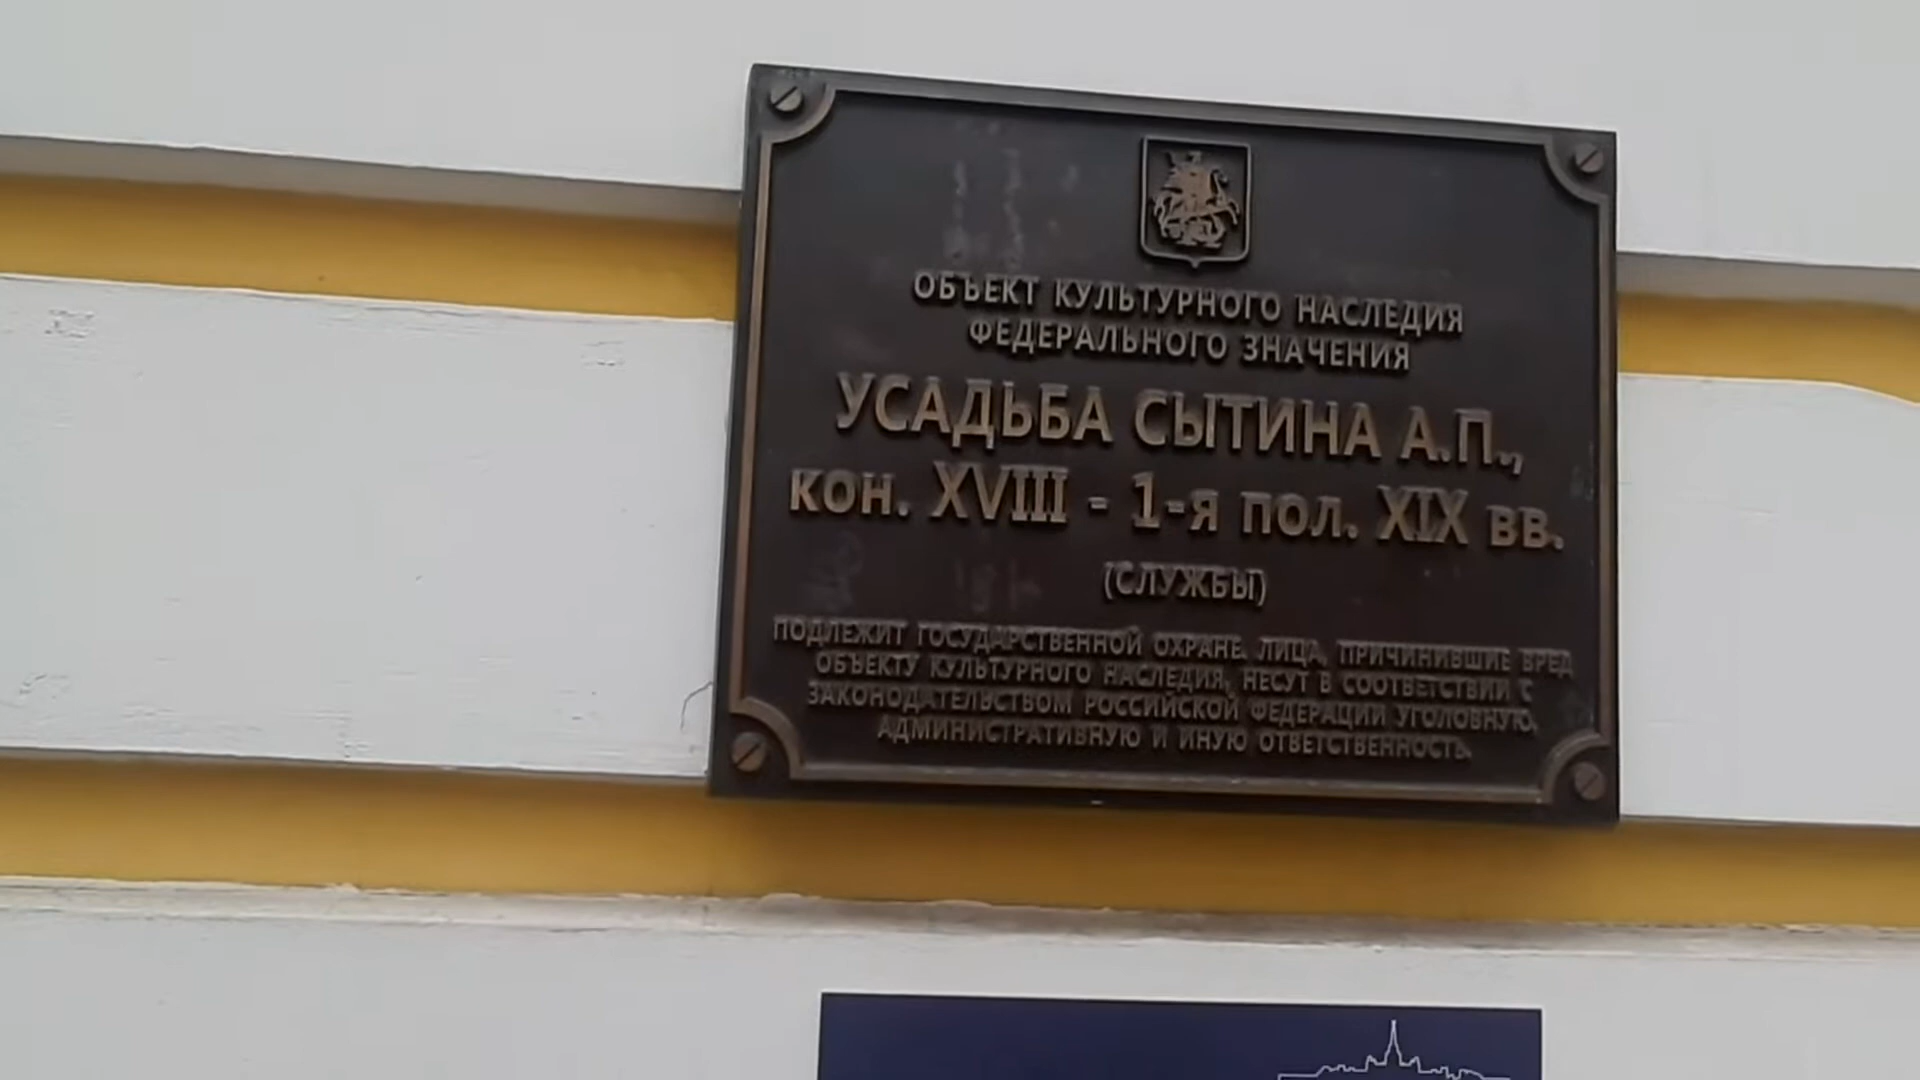 ОБЪЕКТ КУЛЬТУРНОГО НАСЛЕДИЯ
ФЕДЕРАЛЬНОГО ЗНАЧЕНИЯ
УСАДЬБА СЫТИНА А.П.,
КОН. XVIII - 1-Я ПОЛ. XIX ВВ.
(СЛУЖБЫ)
ПОДЛЕЖИТ ГОСУДАРСТВЕННОЙ ОХРАНЕ. ЛИЦА, ПРИЧИНИВШИЕ ВРЕД
ОБЪЕКТУ КУЛЬТУРНОГО НАСЛЕДИЯ, НЕСУТ В СООТВЕТСТВИИ С
ЗАКОНОДАТЕЛЬСТВОМ РОССИЙСКОЙ ФЕДЕРАЦИИ УГОЛОВНУЮ,
АДМИНИСТРАТИВНУЮ И ИНУЮ ОТВЕТСТВЕННОСТЬ.